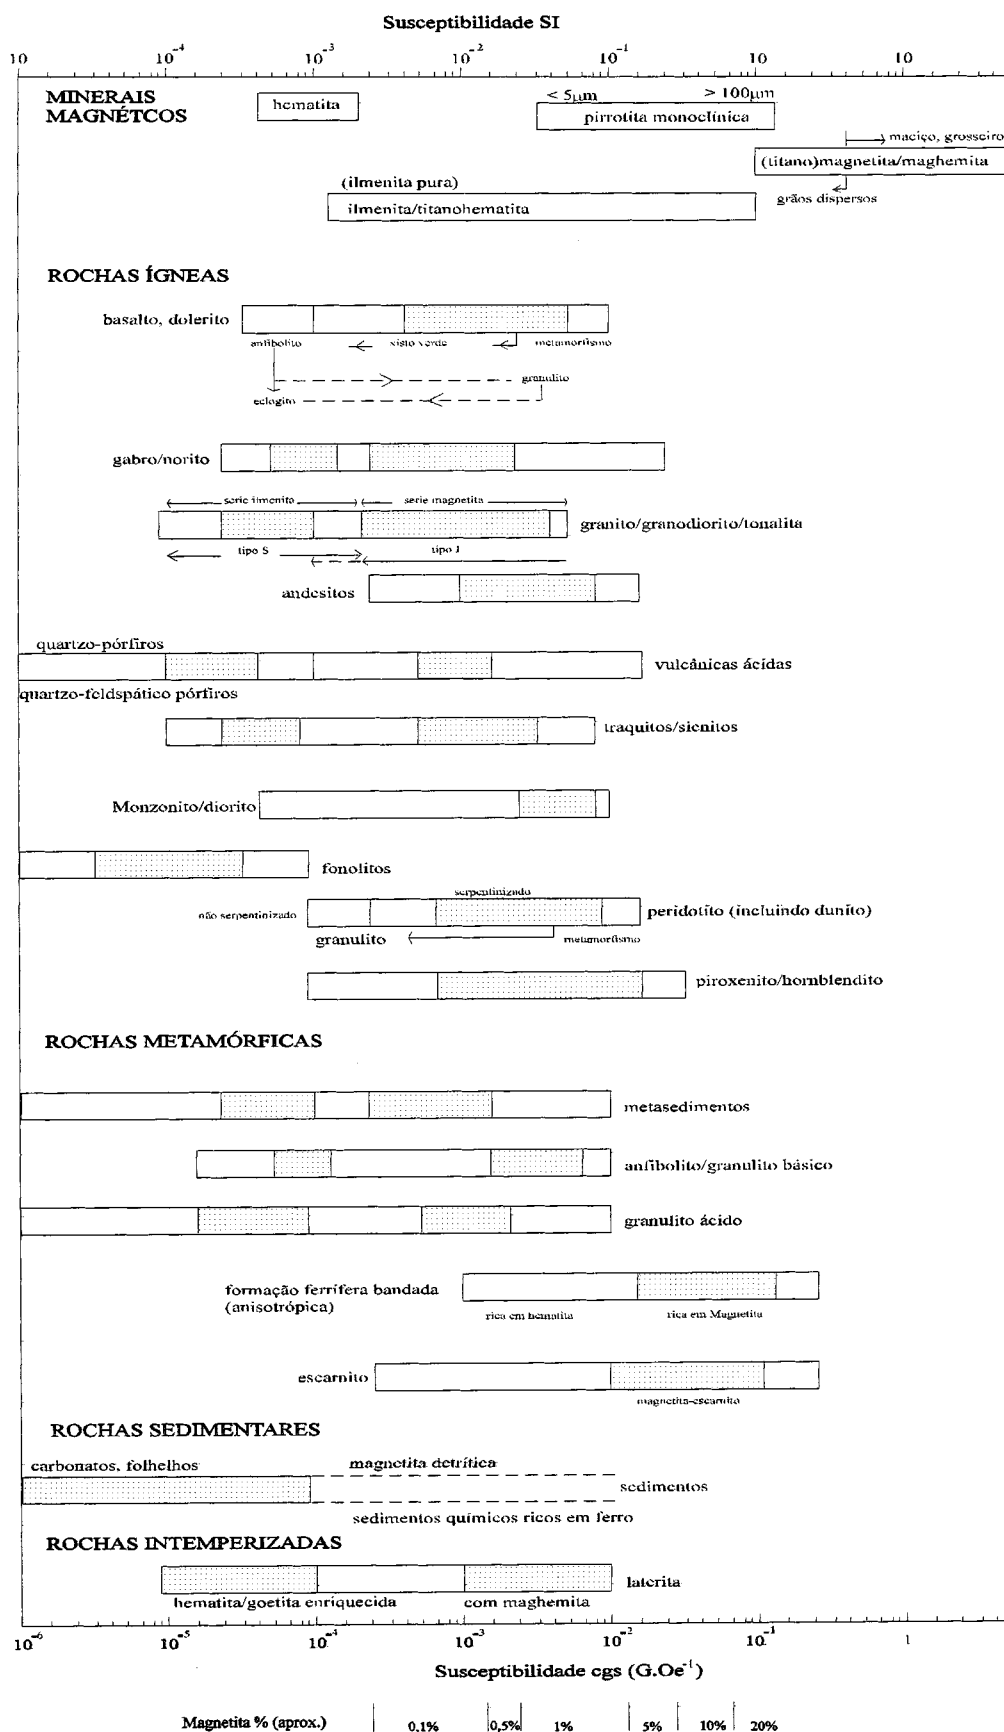 Susceptibilidade SI
10 10⁻⁴ 10⁻³ 10⁻² 10⁻¹ 10 10
MINERAIS
MAGNÉTCOS
hematita
< 5µm > 100µm
pirrotita monoclínica
maciço, grosseiro
(titano)magnetita/maghemita
grãos dispersos
(ilmenita pura)
ilmenita/titanohematita
ROCHAS ÍGNEAS
basalto, dolerito
anfibolito xisto verde metamorfismo
granulito
eclogito
gabro/norito
serie ilmenita serie magnetita
granito/granodiorito/tonalita
tipo S tipo I
andesitos
quartzo-pórfiros
vulcânicas ácidas
quartzo-feldspático pórfiros
traquitos/sienitos
Monzonito/diorito
fonolitos
serpentinizado
não serpentinizado
peridotito (incluindo dunito)
granulito metamorfismo
piroxenito/hornblendito
ROCHAS METAMÓRFICAS
metasedimentos
anfibolito/granulito básico
granulito ácido
formação ferrífera bandada
(anisotrópica)
rica em hematita rica em Magnetita
escarnito
magnetita-escarnito
ROCHAS SEDIMENTARES
carbonatos, folhelhos magnetita detrítica
sedimentos
sedimentos químicos ricos em ferro
ROCHAS INTEMPERIZADAS
laterita
hematita/goetita enriquecida com maghemita
10⁻⁶ 10⁻⁵ 10⁻⁴ 10⁻³ 10⁻² 10⁻¹ 1
Susceptibilidade cgs (G.Oe⁻¹)
Magnetita % (aprox.) 0.1% 0,5% 1% 5% 10% 20%